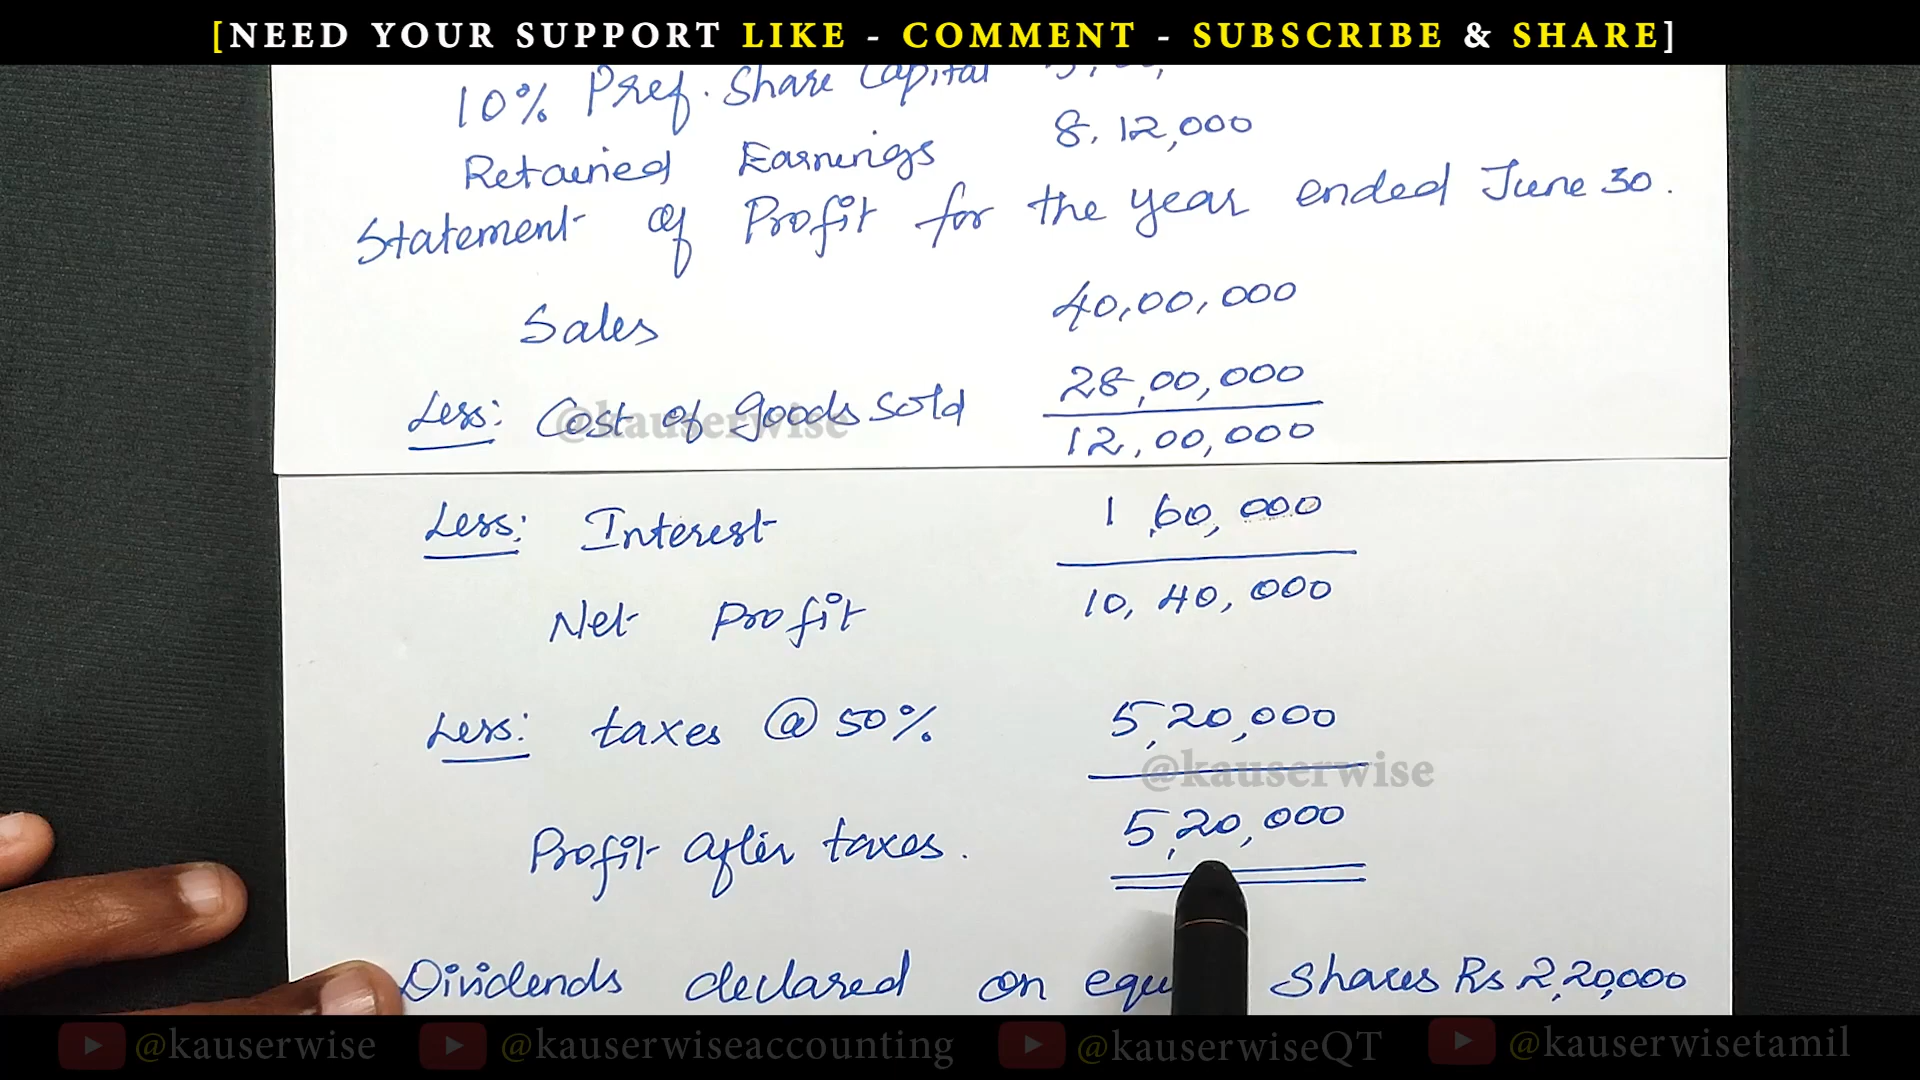 [NEED YOUR SUPPORT LIKE - COMMENT - SUBSCRIBE & SHARE]
10% Pref. Share Capital
Retained Earnings 8,12,000
Statement of Profit for the year ended June 30.
Sales 40,00,000
Less: Cost of goods sold 28,00,000
@kauserwise
12,00,000
Less: Interest 1,60,000
Net Profit 10,40,000
Less: taxes @ 50% 5,20,000
@kauserwise
Profit after taxes. 5,20,000
Dividends declared on equ Shares Rs 2,20,000
@kauserwise @kauserwiseaccounting @kauserwiseQT @kauserwisetamil